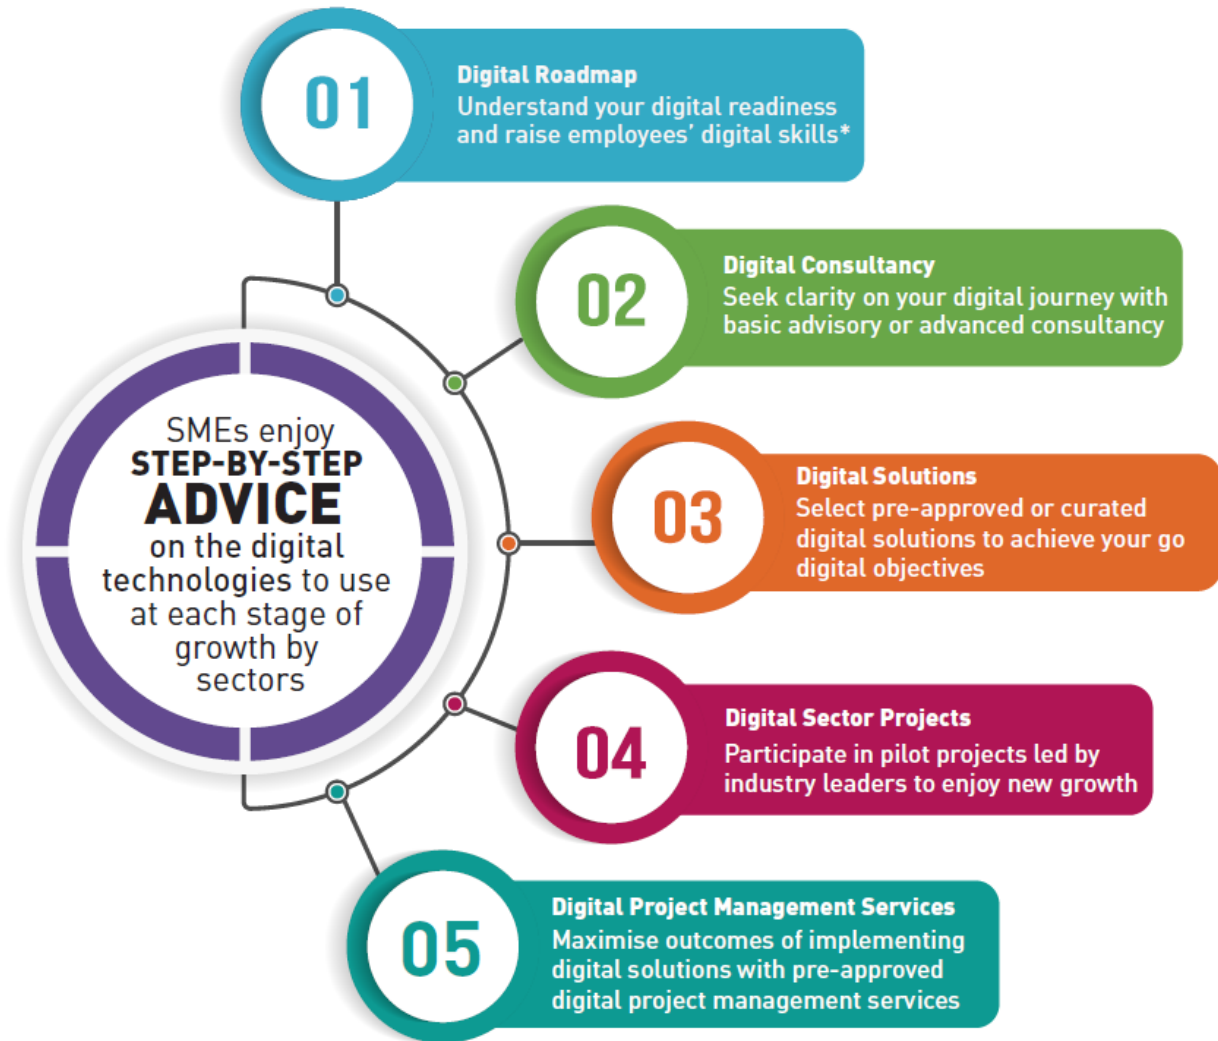 01
Digital Roadmap
Understand your digital readiness
and raise employees’ digital skills*
02
Digital Consultancy
Seek clarity on your digital journey with
basic advisory or advanced consultancy
SMEs enjoy
STEP-BY-STEP
ADVICE
on the digital
technologies to use
at each stage of
growth by
sectors
03
Digital Solutions
Select pre-approved or curated
digital solutions to achieve your go
digital objectives
04
Digital Sector Projects
Participate in pilot projects led by
industry leaders to enjoy new growth
05
Digital Project Management Services
Maximise outcomes of implementing
digital solutions with pre-approved
digital project management services